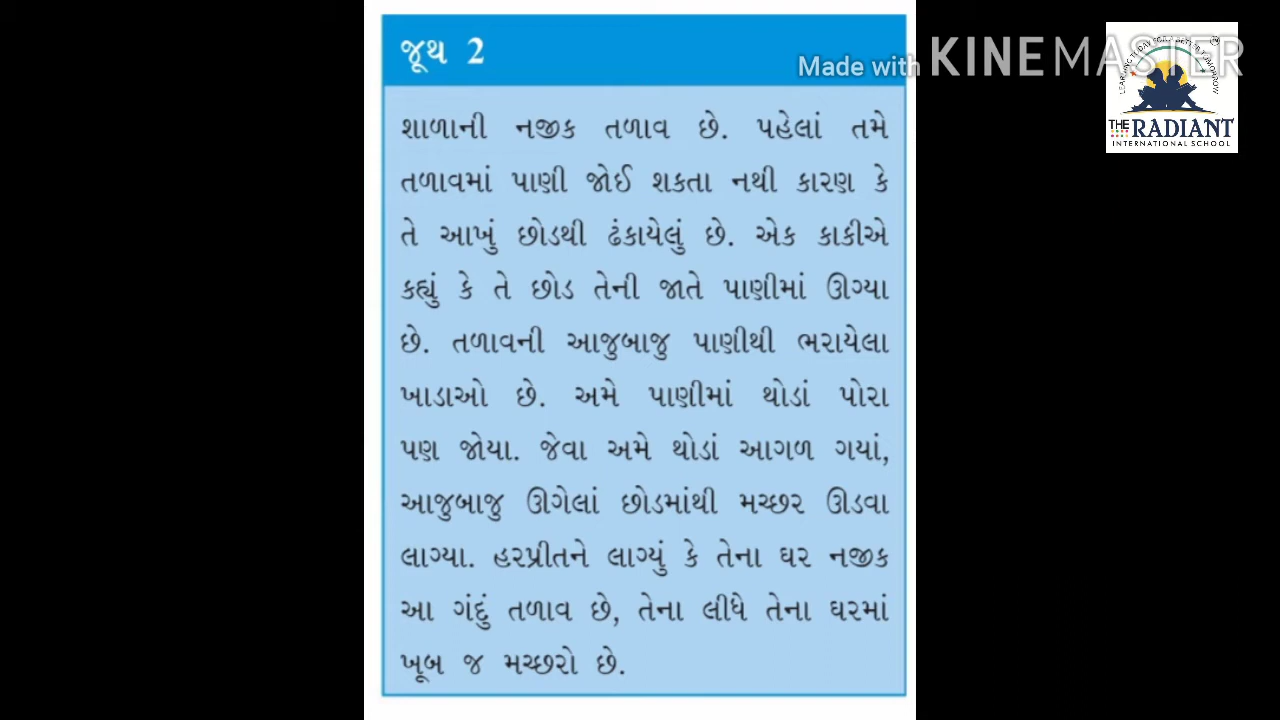 જૂથ 2
Made with KINEMASTER
THE RADIANT
INTERNATIONAL SCHOOL
શાળાની નજીક તળાવ છે. પહેલાં તમે
તળાવમાં પાણી જોઈ શકતા નથી કારણ કે
તે આખું છોડથી ઢંકાયેલું છે. એક કાકીએ
કહ્યું કે તે છોડ તેની જાતે પાણીમાં ઊગ્યા
છે. તળાવની આજુબાજુ પાણીથી ભરાયેલા
ખાડાઓ છે. અમે પાણીમાં થોડાં પોરા
પણ જોયા. જેવા અમે થોડાં આગળ ગયાં,
આજુબાજુ ઊગેલાં છોડમાંથી મચ્છર ઊડવા
લાગ્યા. હરપ્રીતને લાગ્યું કે તેના ઘર નજીક
આ ગંદું તળાવ છે, તેના લીધે તેના ઘરમાં
ખૂબ જ મચ્છરો છે.